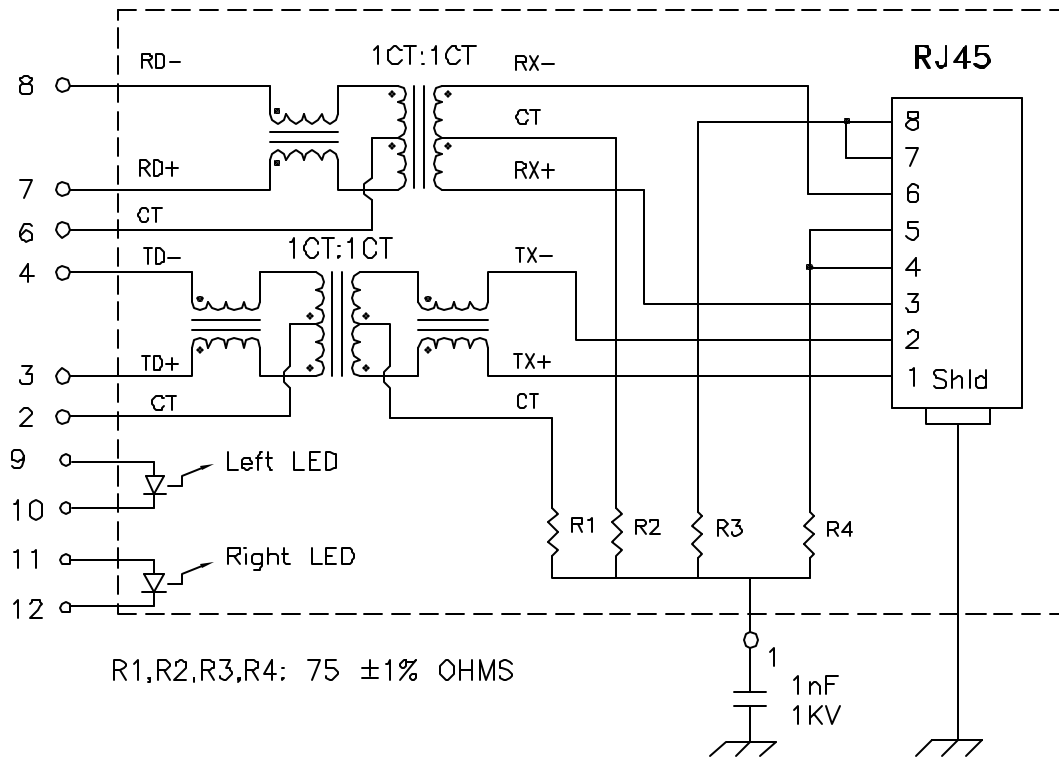 1CT:1CT
RJ45
RD-
RX-
8
CT
8
7
RD+
RX+
7
6
CT
6
5
1CT:1CT
TD-
TX-
4
4
3
2
TD+
TX+
3
1 Shld
CT
CT
2
9
Left LED
10
R1
R2
R3
R4
11
Right LED
12
R1,R2,R3,R4: 75 ±1% OHMS
1
1nF
1KV